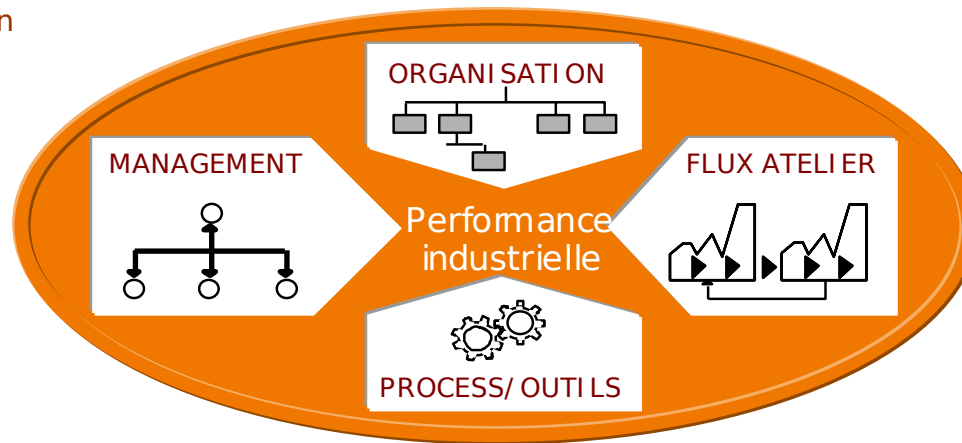 n
ORGANISATION
MANAGEMENT
FLUX ATELIER
Performance
industrielle
PROCESS/OUTILS